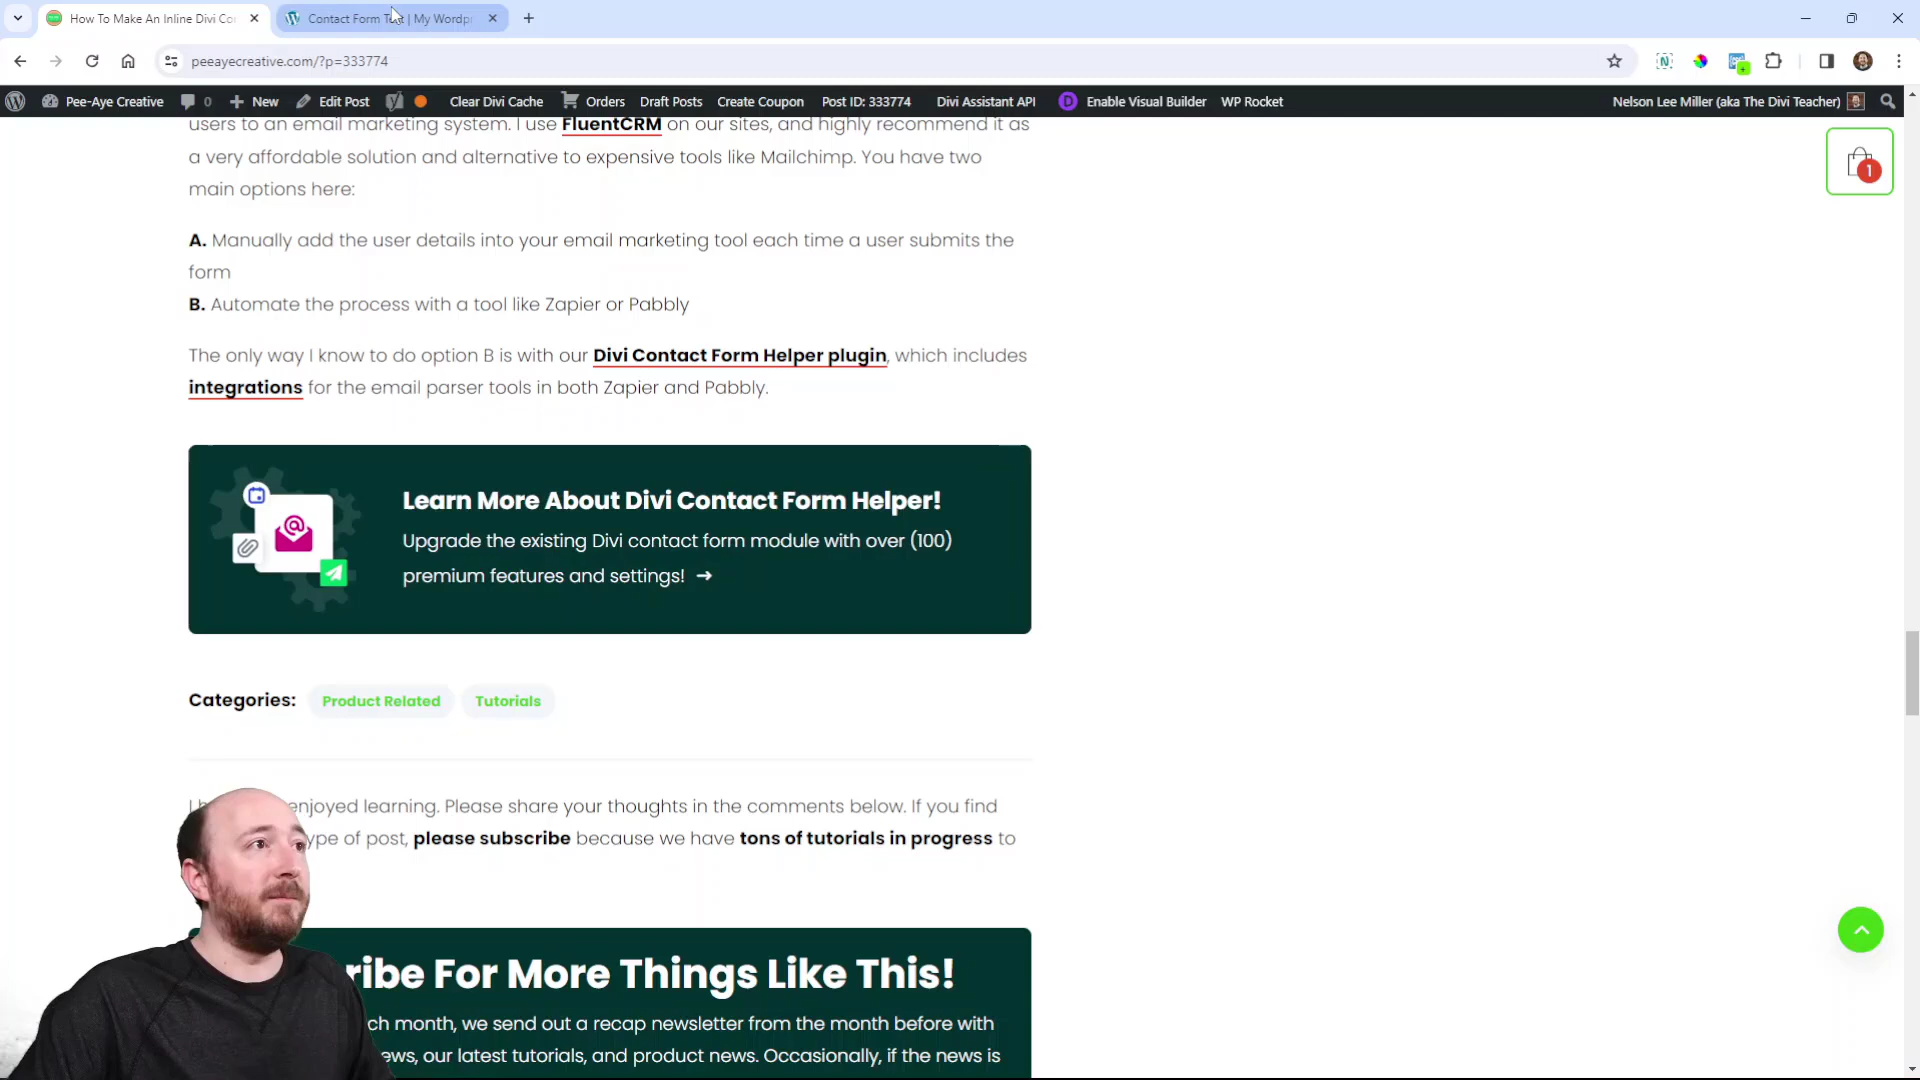 How To Make An Inline Divi Co
Contact Form Te t | My Wordp
peeayecreative.com/?p=333774
Pee-Aye Creative
0
New
Edit Post
Clear Divi Cache
Orders
Draft Posts
Create Coupon
Post ID: 333774
Divi Assistant API
Enable Visual Builder
WP Rocket
Nelson Lee Miller (aka The Divi Teacher)
users to an email marketing system. I use FluentCRM on our sites, and highly recommend it as
a very affordable solution and alternative to expensive tools like Mailchimp. You have two
main options here:
1
A. Manually add the user details into your email marketing tool each time a user submits the
form
B. Automate the process with a tool like Zapier or Pabbly
The only way I know to do option B is with our Divi Contact Form Helper plugin, which includes
integrations for the email parser tools in both Zapier and Pabbly.
Learn More About Divi Contact Form Helper!
Upgrade the existing Divi contact form module with over (100)
premium features and settings! →
Categories:
Product Related
Tutorials
I h enjoyed learning. Please share your thoughts in the comments below. If you find
ype of post, please subscribe because we have tons of tutorials in progress to
ribe For More Things Like This!
ch month, we send out a recap newsletter from the month before with
ews, our latest tutorials, and product news. Occasionally, if the news is